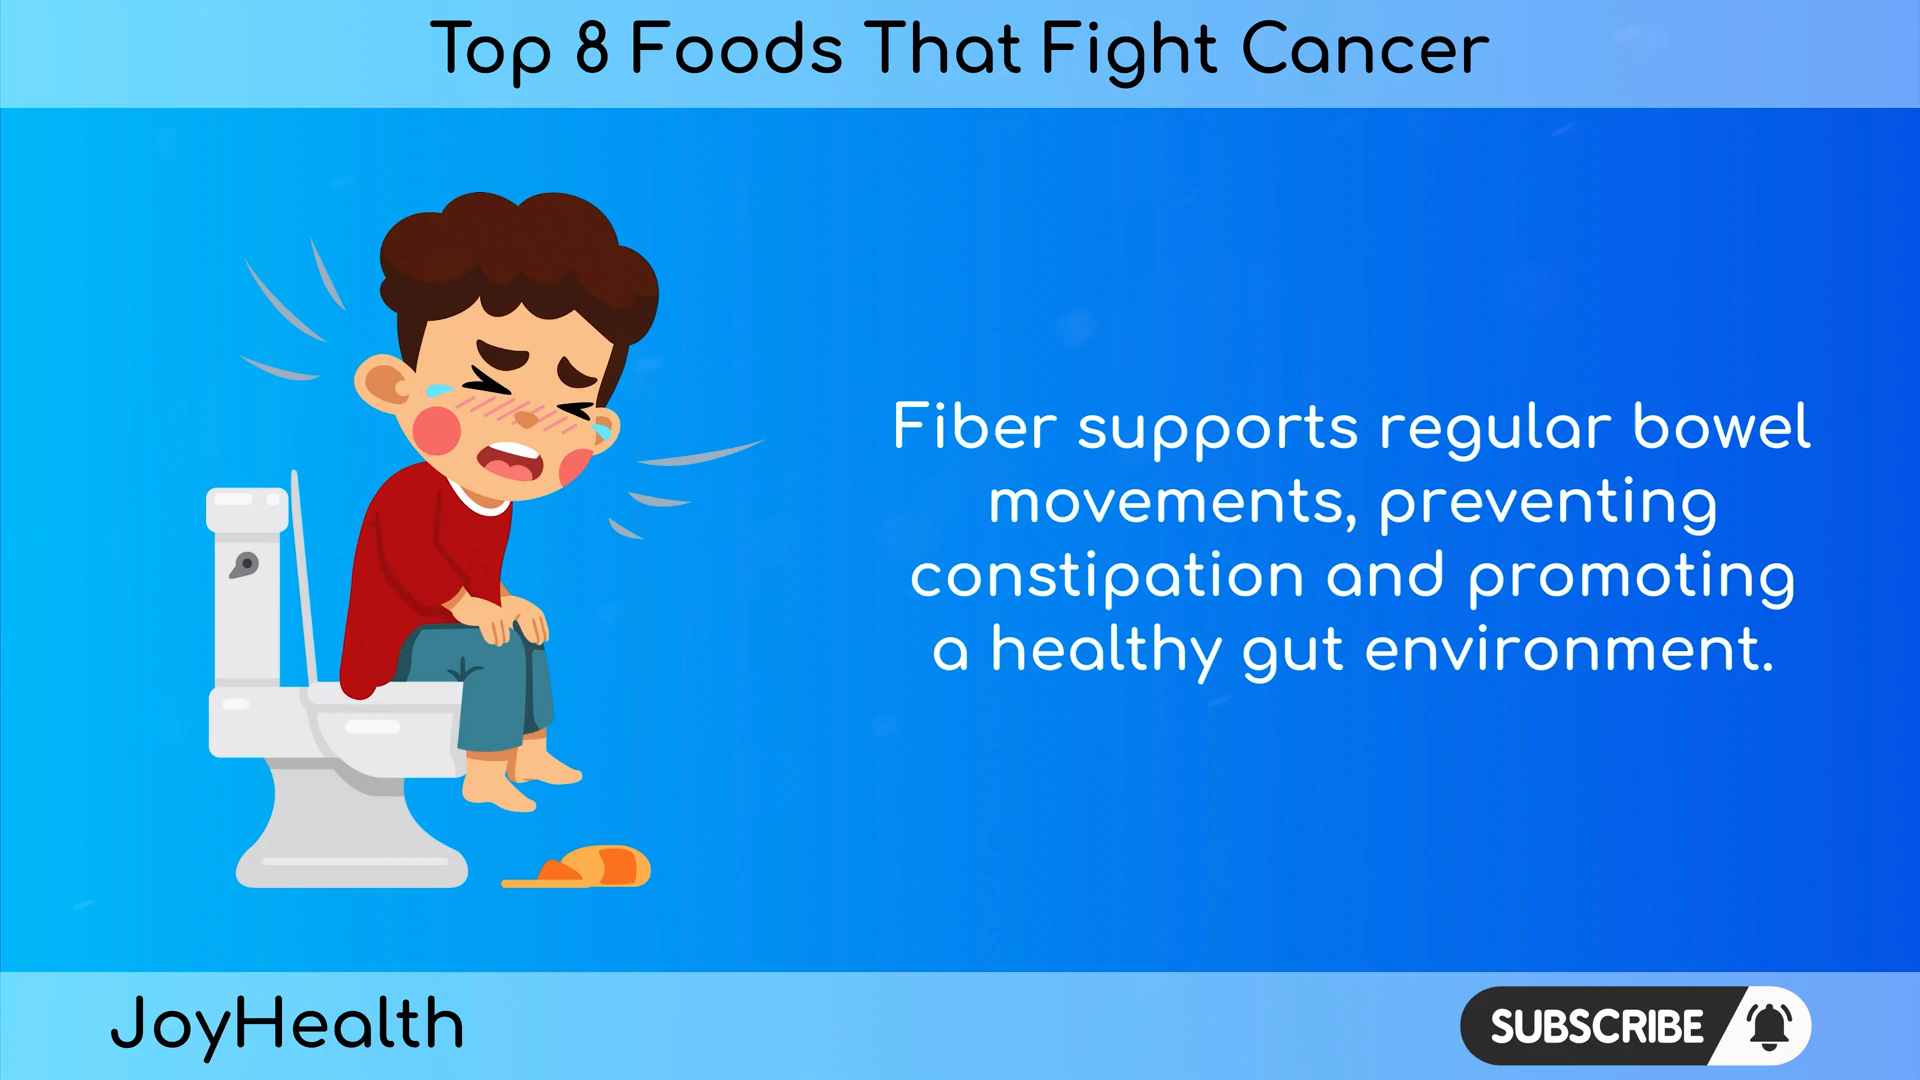 Top 8 Foods That Fight Cancer
Fiber supports regular bowel
movements, preventing
constipation and promoting
a healthy gut environment.
JoyHealth
SUBSCRIBE